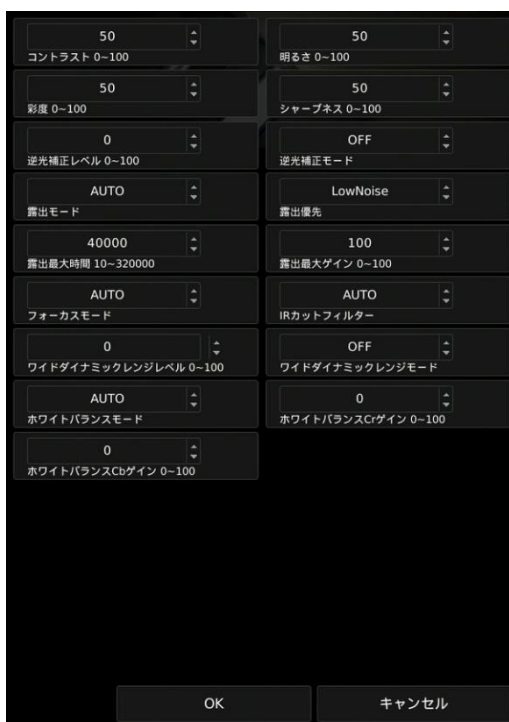 50
コントラスト 0~100
50
明るさ 0~100
50
彩度 0~100
50
シャープネス 0~100
0
逆光補正レベル 0~100
OFF
逆光補正モード
AUTO
露出モード
LowNoise
露出優先
40000
露出最大時間 10~320000
100
露出最大ゲイン 0~100
AUTO
フォーカスモード
AUTO
IRカットフィルター
0
ワイドダイナミックレンジレベル 0~100
OFF
ワイドダイナミックレンジモード
AUTO
ホワイトバランスモード
0
ホワイトバランスCrゲイン 0~100
0
ホワイトバランスCbゲイン 0~100
OK
キャンセル